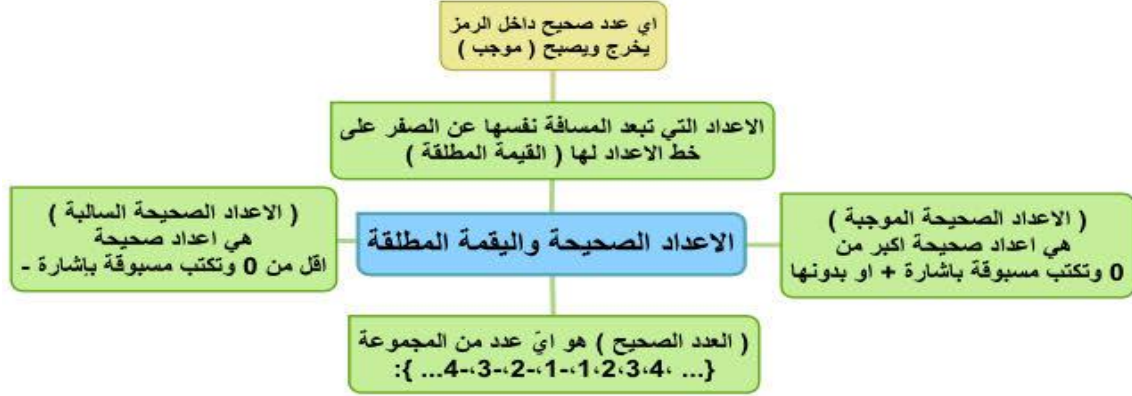 اي عدد صحيح داخل الرمز
يخرج ويصبح ( موجب )
الاعداد التي تبعد المسافة نفسها عن الصفر على
خط الاعداد لها ( القيمة المطلقة )
( الاعداد الصحيحة الموجبة )
هي اعداد صحيحة اكبر من
0 وتكتب مسبوقة باشارة + او بدونها
الاعداد الصحيحة واليقمة المطلقة
( الاعداد الصحيحة السالبة )
هي اعداد صحيحة
اقل من 0 وتكتب مسبوقة بإشارة -
( العدد الصحيح ) هو ايّ عدد من المجموعة
{... ،4،3،2،1،-1،-2،-3،-4... }: